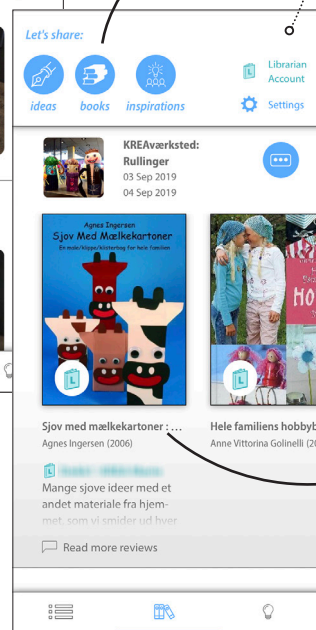 Let's share:
ideas books inspirations
Librarian
Account
Settings
KREAværksted:
Rullinger
03 Sep 2019
04 Sep 2019
Agnes Ingersen
Sjov Med Mælkekartoner
En male/klippe/klisterbog for hele familien
L
HO
L
Sjov med mælkekartoner : ...
Agnes Ingersen (2006)
Hele familiens hobbyb
Anne Vittorina Golinelli (20
Mange sjove ideer med et
andet materiale fra hjem-
met, som vi smider ud hver
Read more reviews